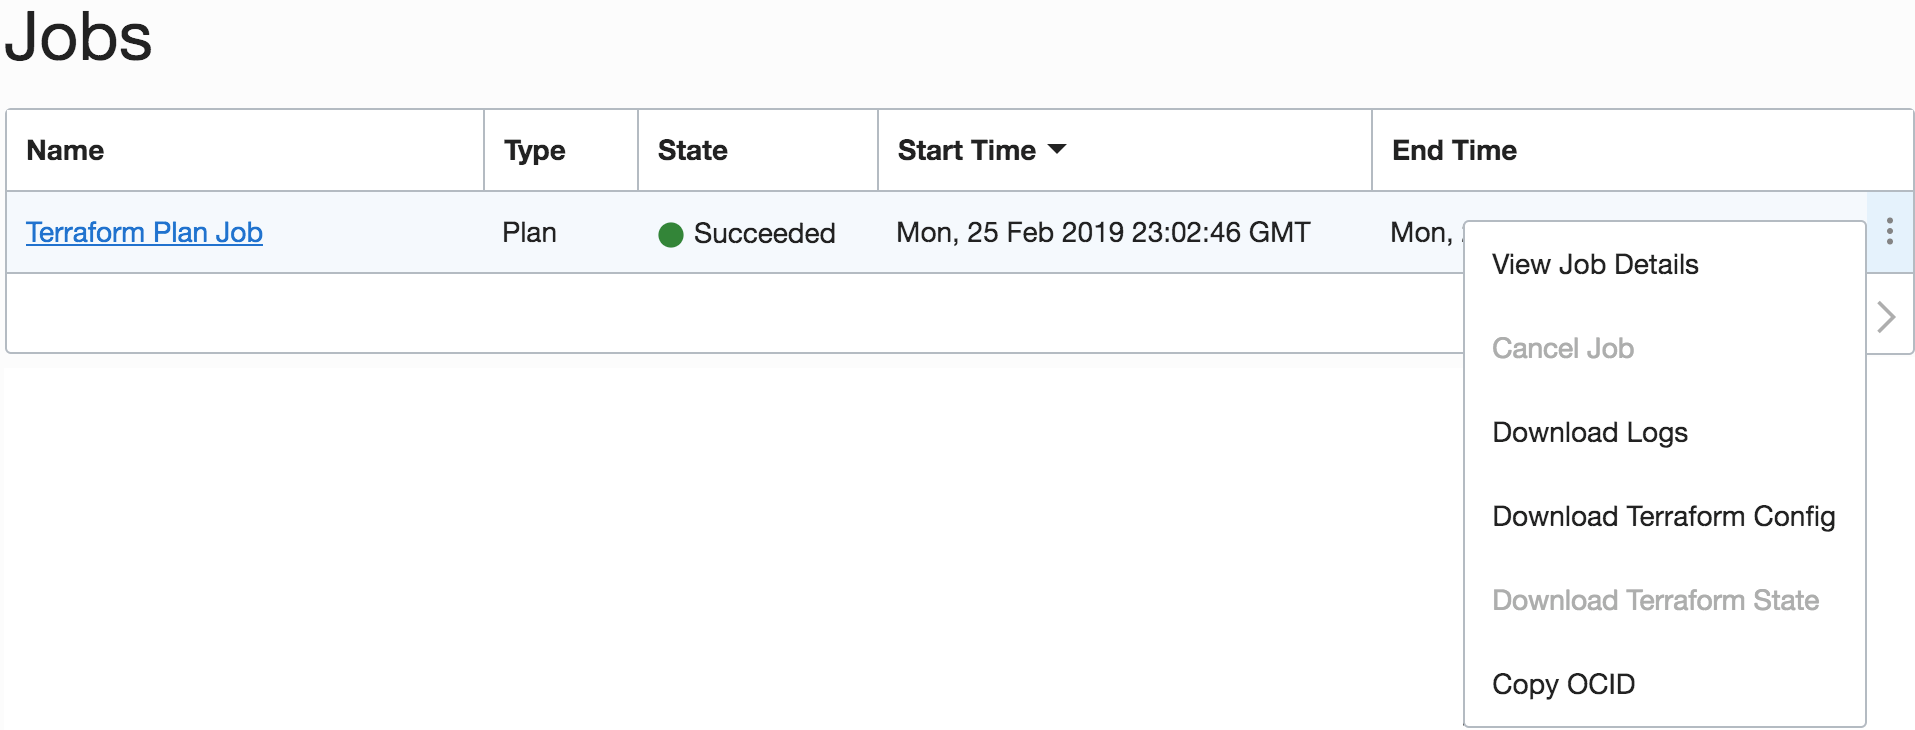 Jobs
Name Type State Start Time End Time
Terraform Plan Job Plan Succeeded Mon, 25 Feb 2019 23:02:46 GMT Mon,
View Job Details
Cancel Job
Download Logs
Download Terraform Config
Download Terraform State
Copy OCID